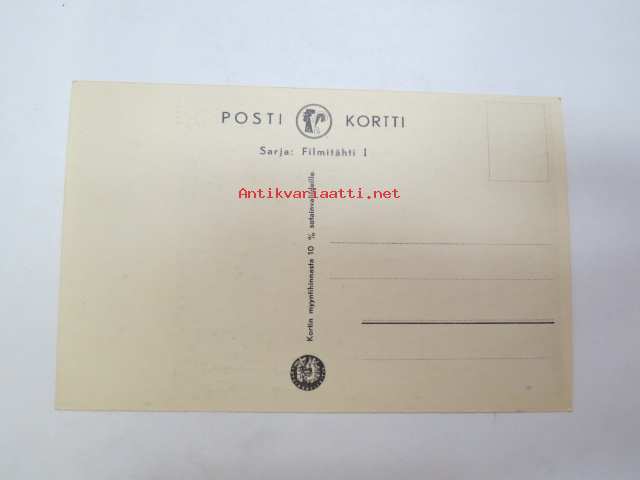 POSTI KORTTI
Sarja: Filmitähti I
Antikvariaatti.net
Kortin myyntihinnasta 10 % sotainvalideille